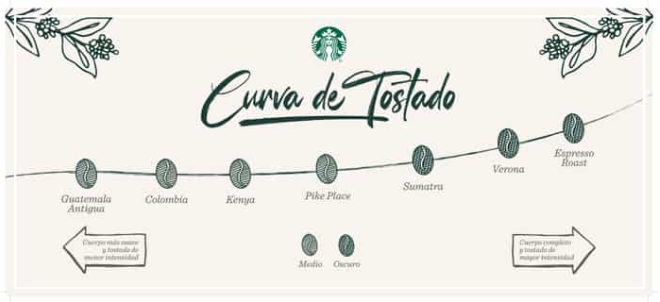 Curva de Tostado
Guatemala
Antigua
Colombia
Kenya
Pike Place
Sumatra
Verona
Espresso
Roast
Cuerpo más suave
y tostado de
menor intensidad
Medio
Oscuro
Cuerpo completo
y tostado de
mayor intensidad